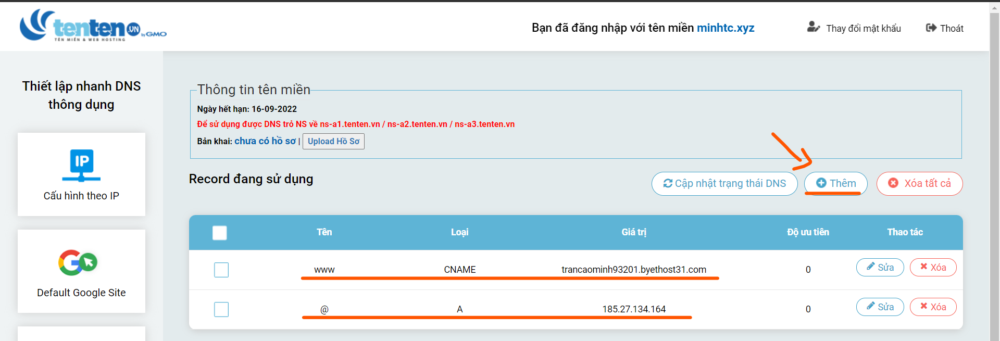 tenten.VN
by GMO
TÊN MIỀN & WEB HOSTING
Bạn đã đăng nhập với tên miền minhtc.xyz
Thay đổi mật khẩu
Thoát
Thiết lập nhanh DNS
thông dụng
IP
Cấu hình theo IP
Default Google Site
Thông tin tên miền
Ngày hết hạn: 16-09-2022
Để sử dụng được DNS trỏ NS về ns-a1.tenten.vn / ns-a2.tenten.vn / ns-a3.tenten.vn
Bản khai: chưa có hồ sơ | Upload Hồ Sơ
Record đang sử dụng
Cập nhật trạng thái DNS
Thêm
Xóa tất cả
Tên Loại Giá trị Độ ưu tiên Thao tác
www CNAME trancaominh93201.byethost31.com 0 Sửa Xóa
@ A 185.27.134.164 0 Sửa Xóa